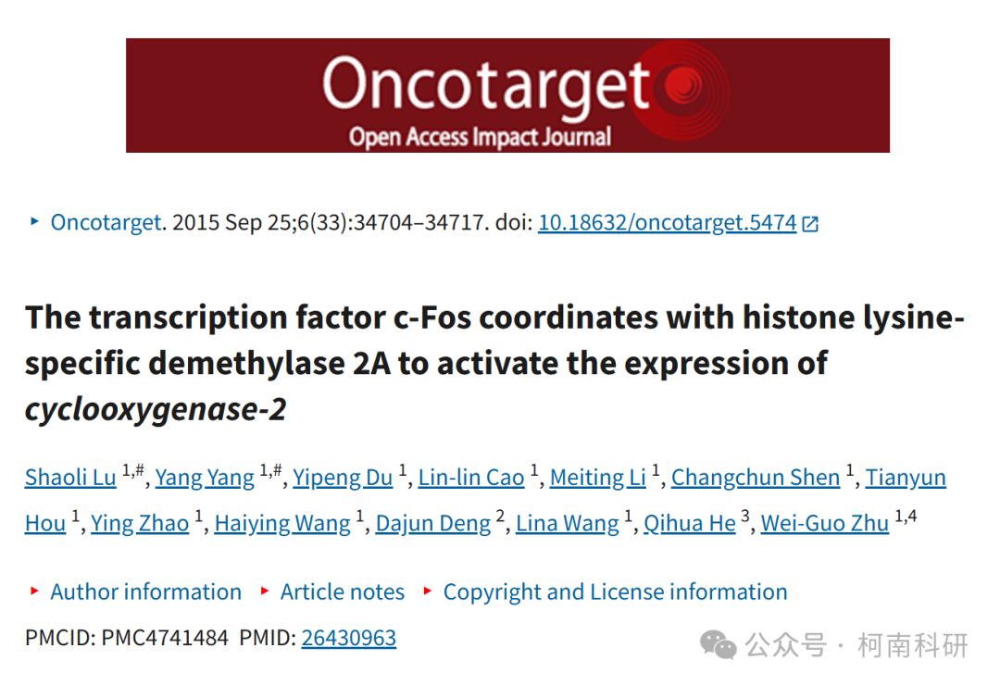 Oncotarget
Open Access Impact Journal
Oncotarget. 2015 Sep 25;6(33):34704–34717. doi: 10.18632/oncotarget.5474
The transcription factor c-Fos coordinates with histone lysine-
specific demethylase 2A to activate the expression of
cyclooxygenase-2
Shaoli Lu 1,#, Yang Yang 1,#, Yipeng Du 1, Lin-lin Cao 1, Meiting Li 1, Changchun Shen 1, Tianyun
Hou 1, Ying Zhao 1, Haiying Wang 1, Dajun Deng 2, Lina Wang 1, Qihua He 3, Wei-Guo Zhu 1,4
Author information Article notes Copyright and License information
PMCID: PMC4741484 PMID: 26430963
公众号 · 柯南科研